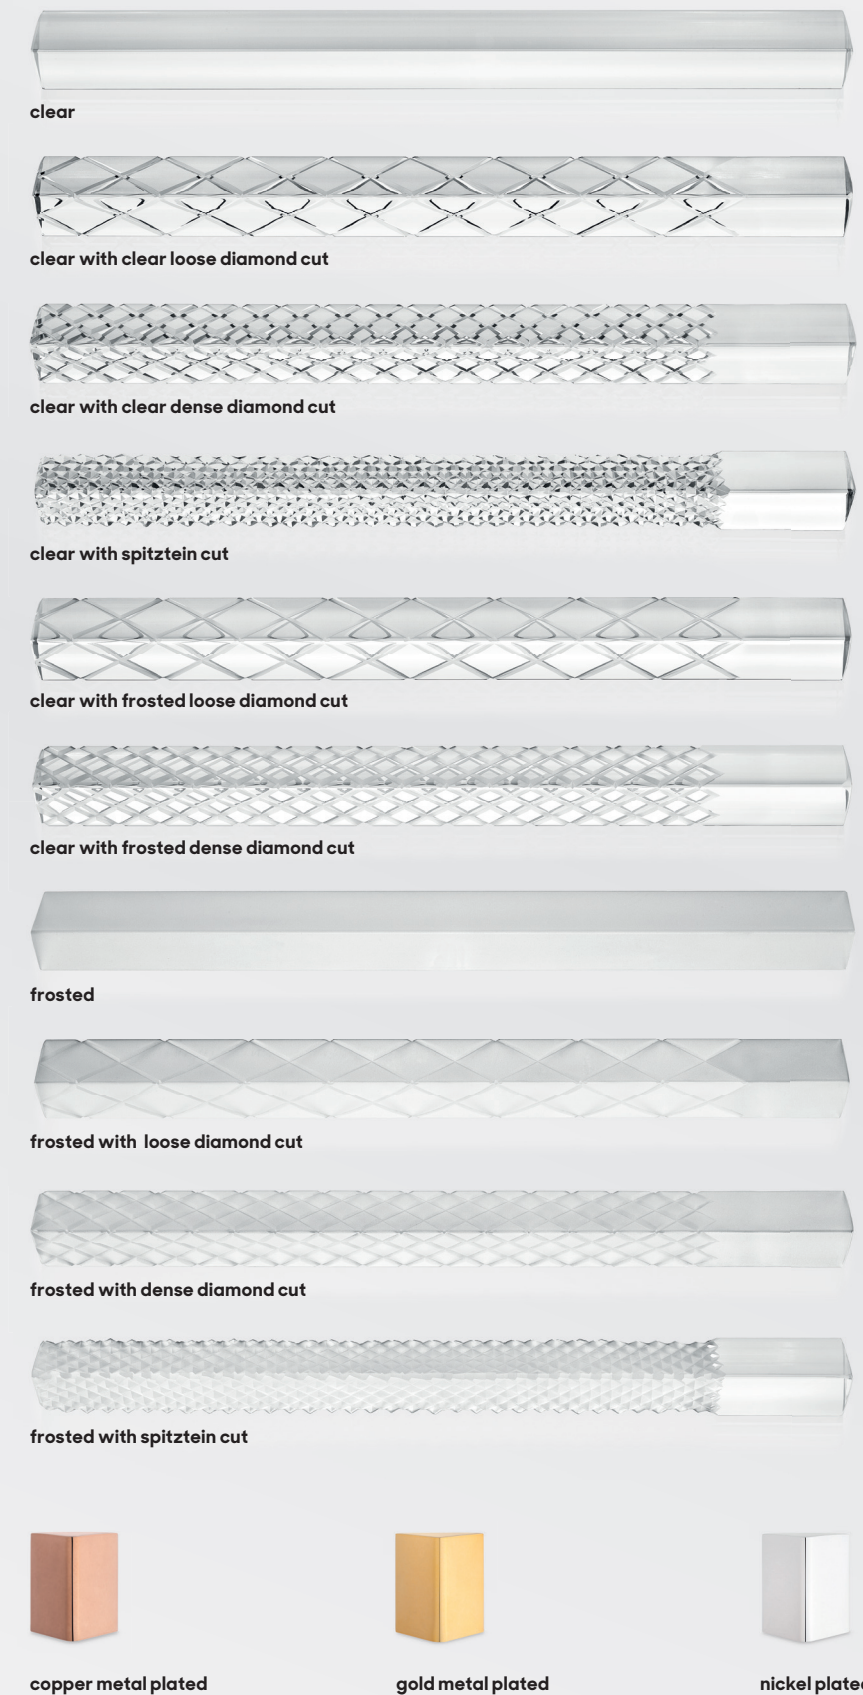 clear
clear with clear loose diamond cut
clear with clear dense diamond cut
clear with spitztein cut
clear with frosted loose diamond cut
clear with frosted dense diamond cut
frosted
frosted with loose diamond cut
frosted with dense diamond cut
frosted with spitztein cut
copper metal plated gold metal plated nickel plated